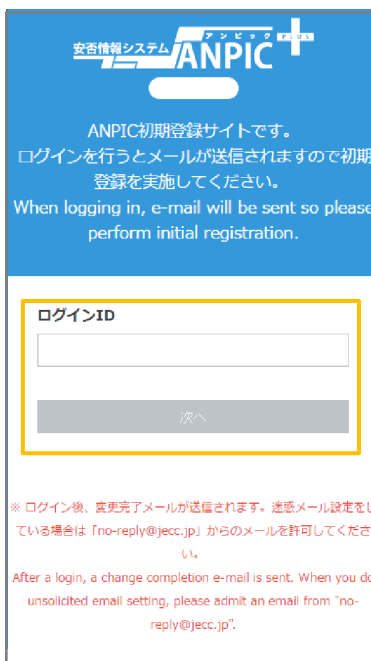 アンピック PLUS
安否情報システム ANPIC
ANPIC初期登録サイトです。
ログインを行うとメールが送信されますので初期
登録を実施してください。
When logging in, e-mail will be sent so please
perform initial registration.
ログインID
次へ
※ ログイン後、変更完了メールが送信されます。迷惑メール設定をし
ている場合は「no-reply@jecc.jp」からのメールを許可してくださ
い。
After a login, a change completion e-mail is sent. When you do
unsolicited email setting, please admit an email from "no-
reply@jecc.jp".